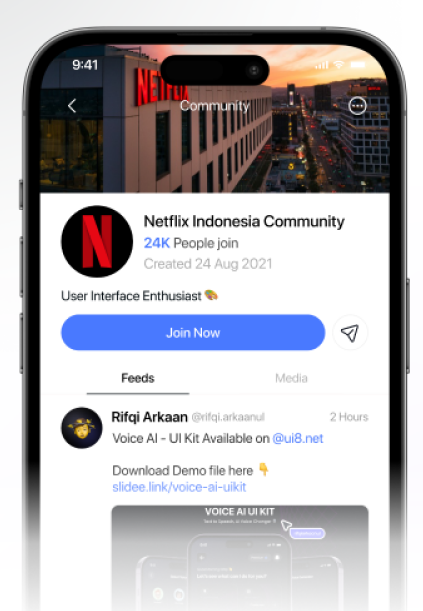 9:41
NETFLIX
Community
N
Netflix Indonesia Community
24K People join
Created 24 Aug 2021
User Interface Enthusiast 🎨
Join Now
Feeds
Media
Rifqi Arkaan @rifqi.arkaanul 2 Hours
Voice AI - UI Kit Available on @ui8.net
Download Demo file here 👇
slidee.link/voice-ai-uikit
VOICE AI UI KIT